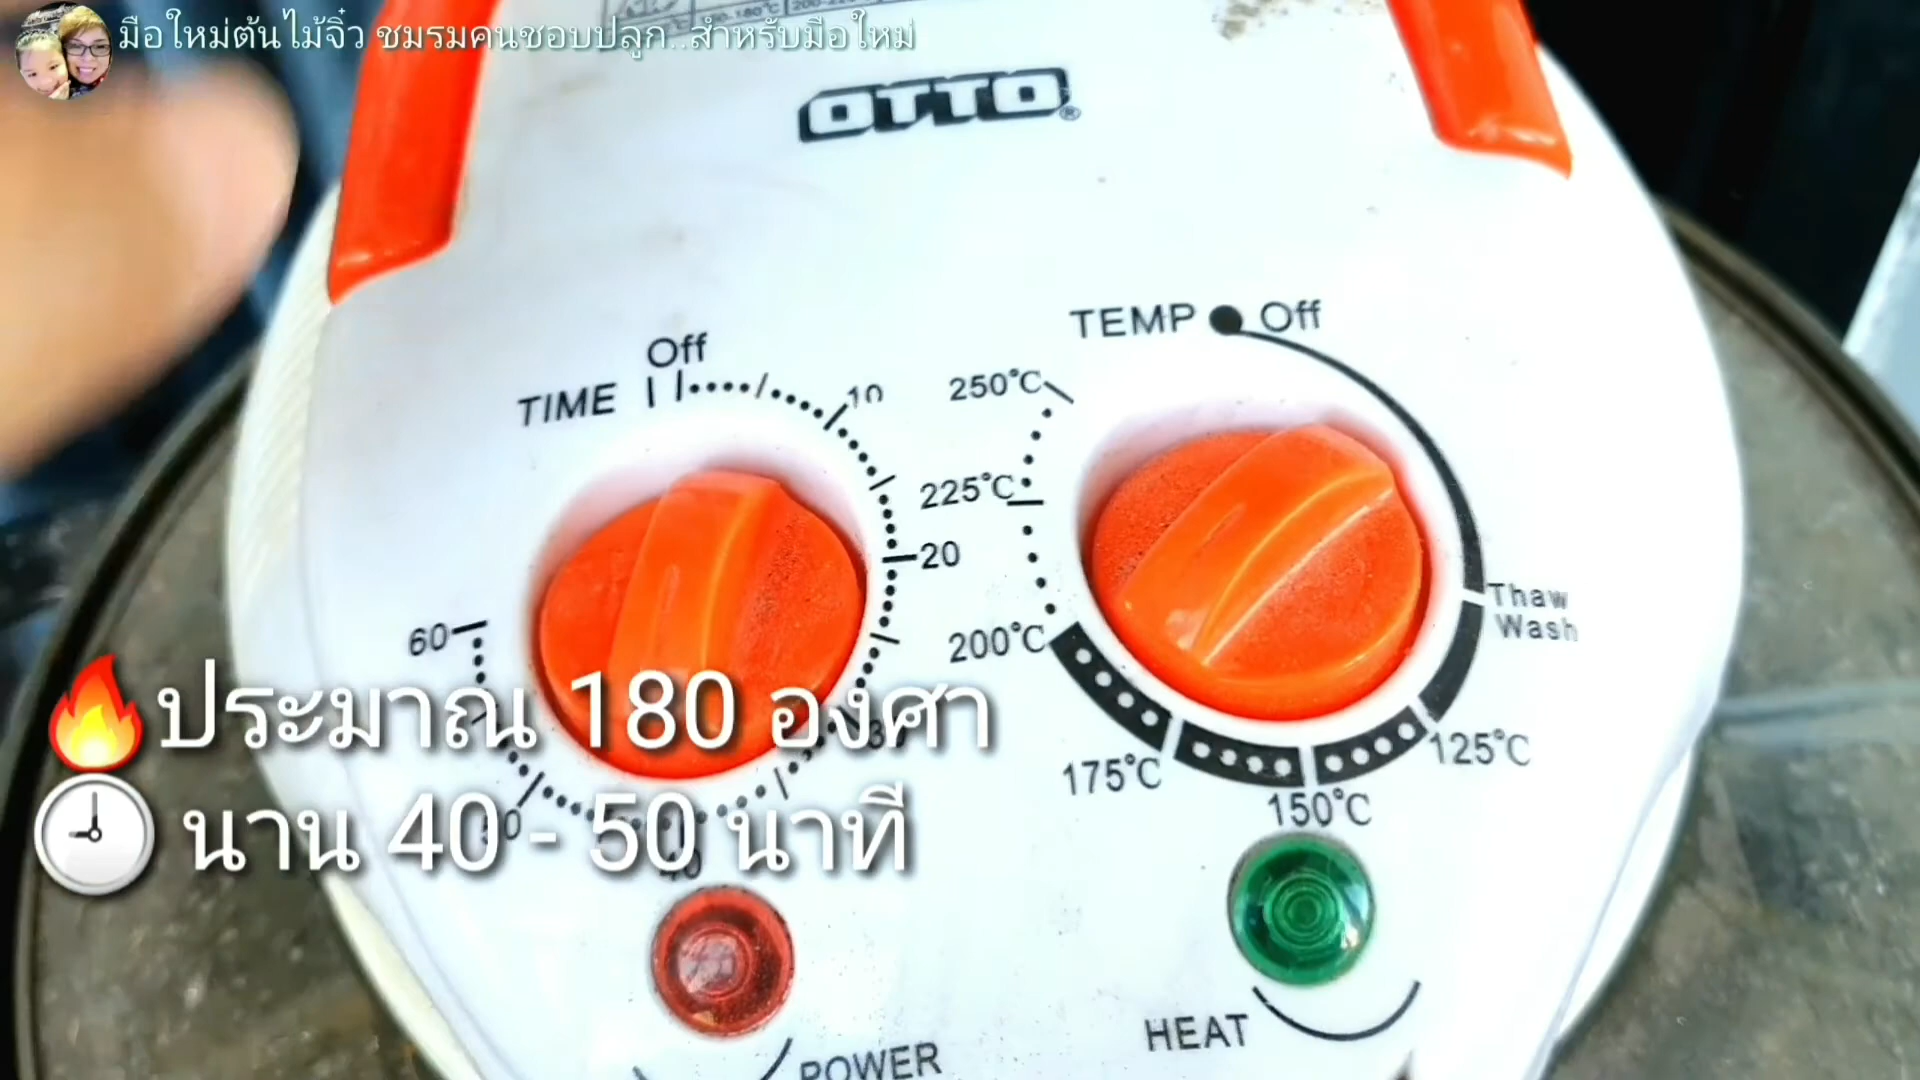 มือใหม่ต้นไม้จิ๋ว ชมรมคนชอบปลูก..สำหรับมือใหม่
OTTO®
TIME Off
10
20
30
40
50
60
TEMP Off
Thaw
Wash
125°C
150°C
175°C
200°C
225°C
250°C
ประมาณ 180 องศา
นาน 40 - 50 นาที
POWER
HEAT